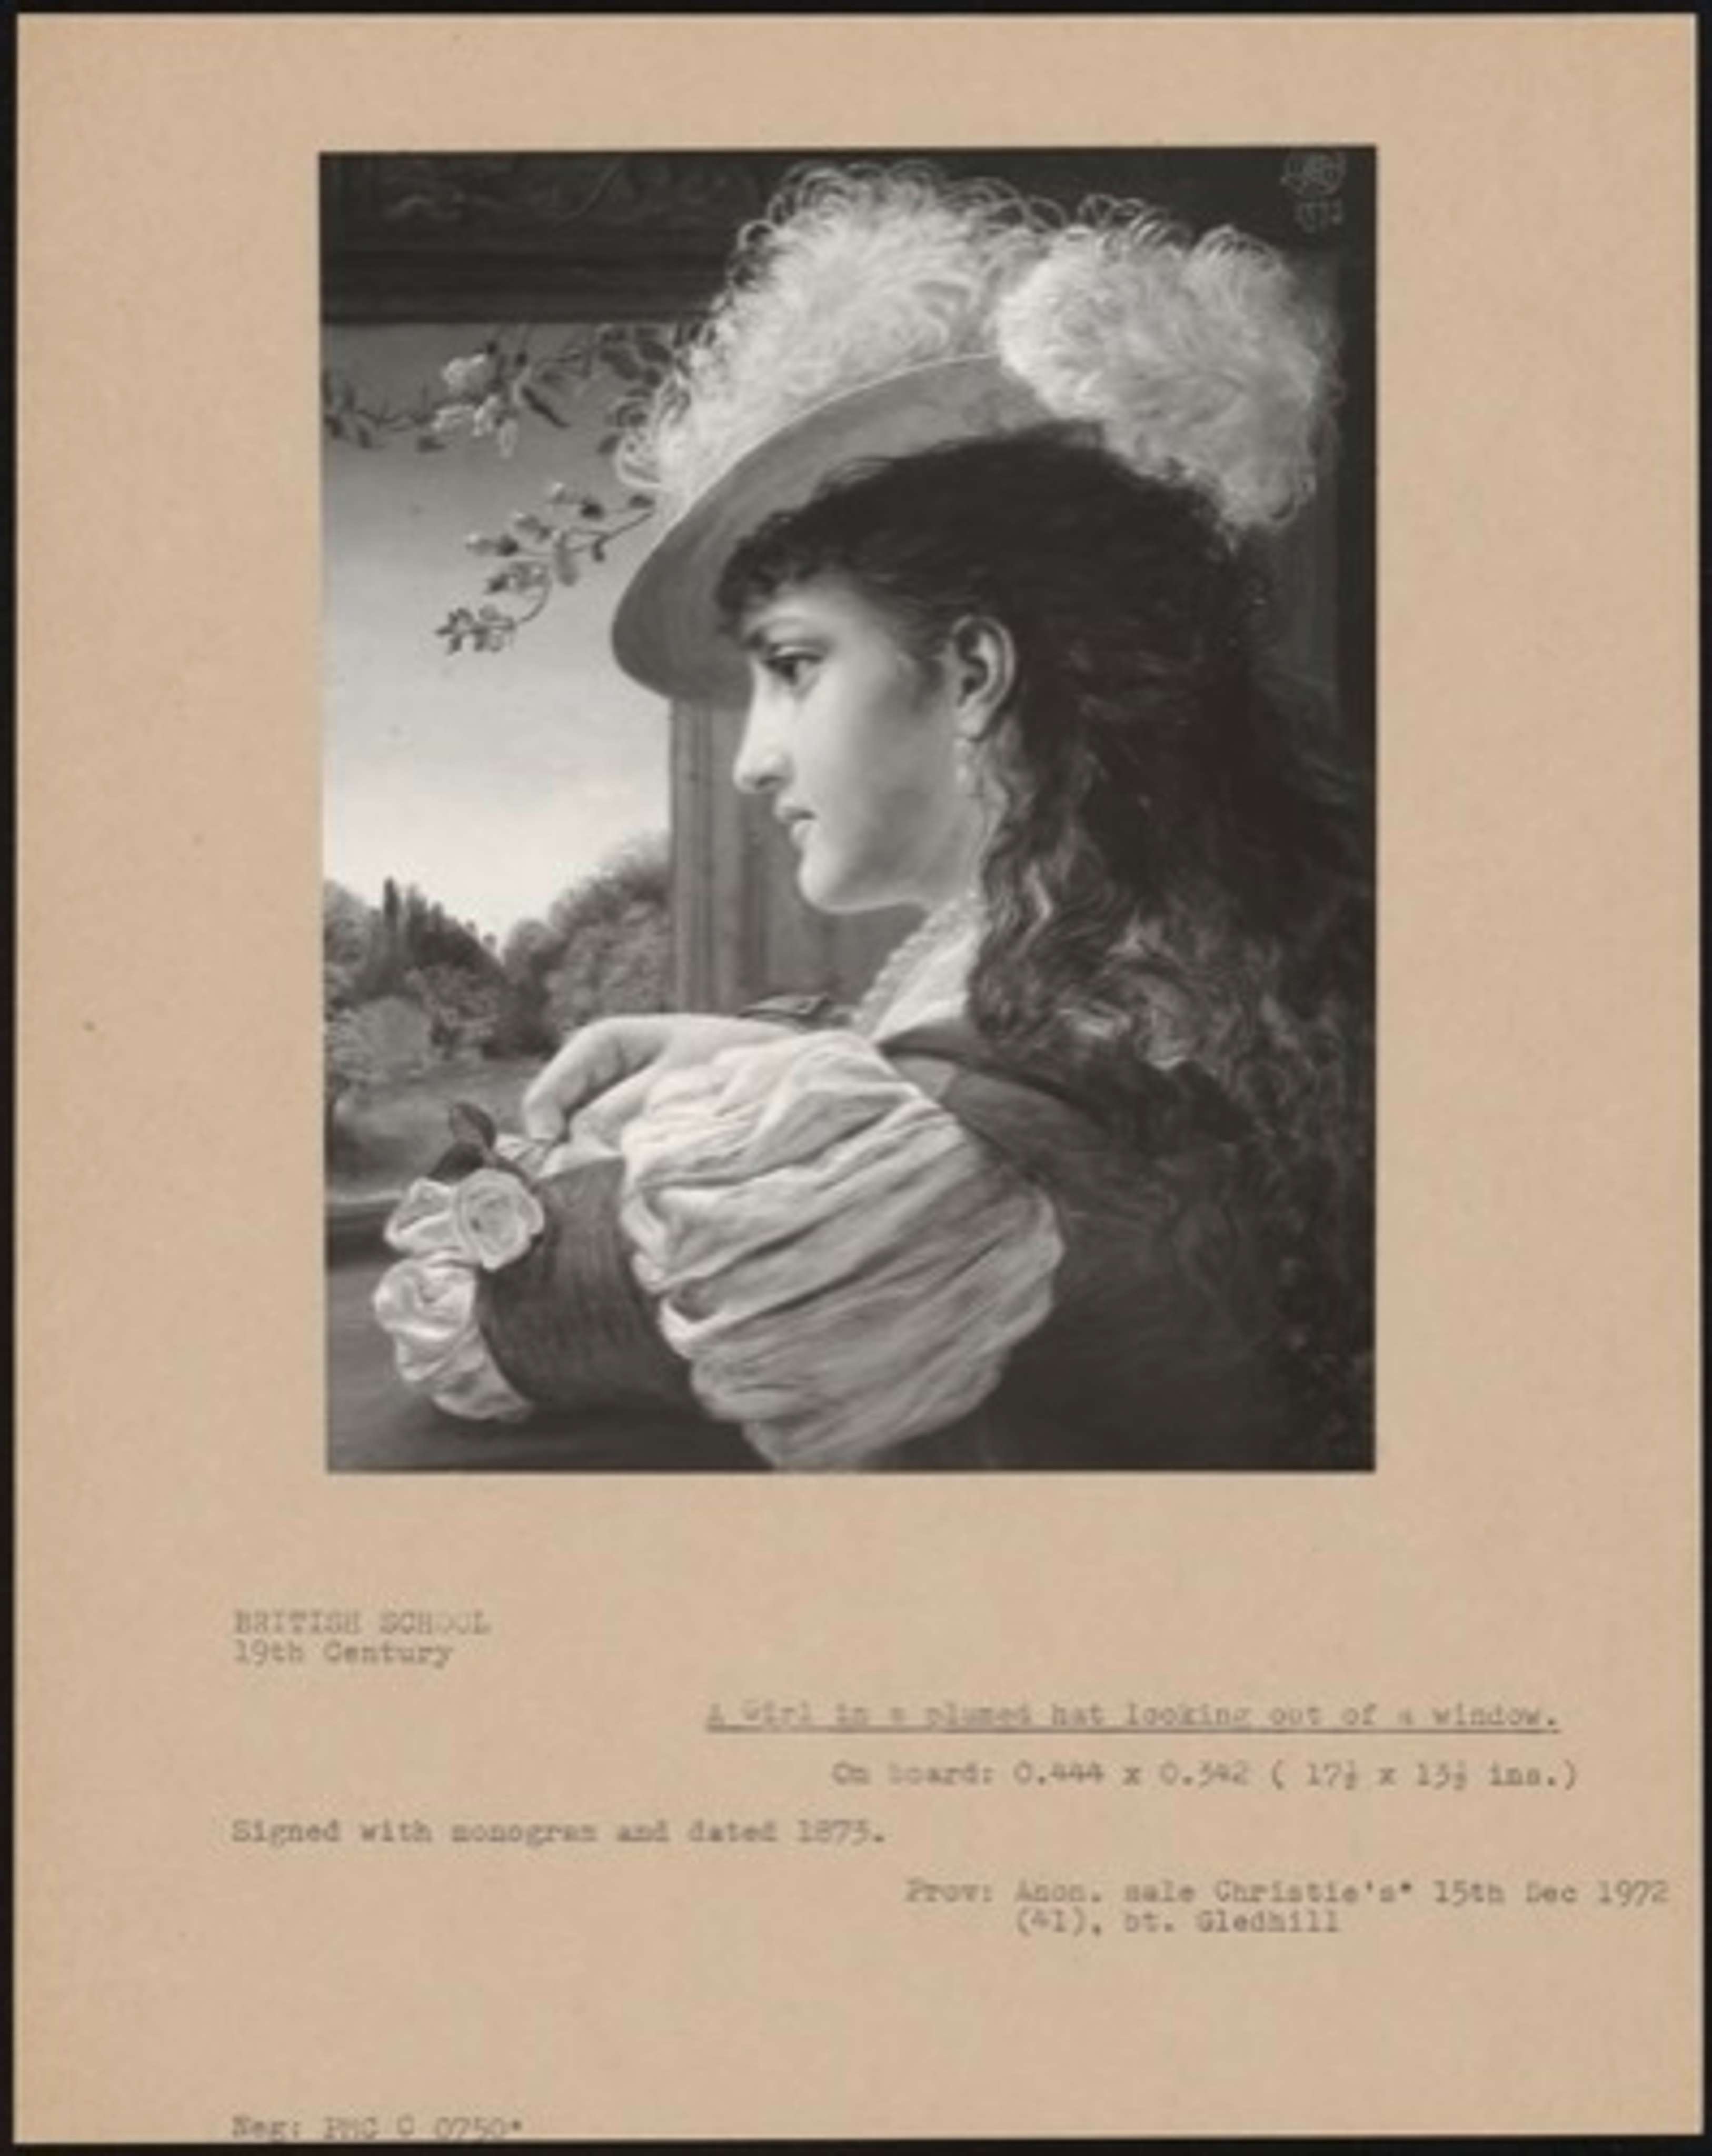 BRITISH SCHOOL
19th Century
A Girl in a plumed hat looking out of a window.
On board: 0.444 x 0.342 ( 17½ x 13½ ins.)
Signed with monogram and dated 1873.
Prov: Anon. sale Christie's* 15th Dec 1972
(41), bt. Gledhill
Neg: PMC C 0750*